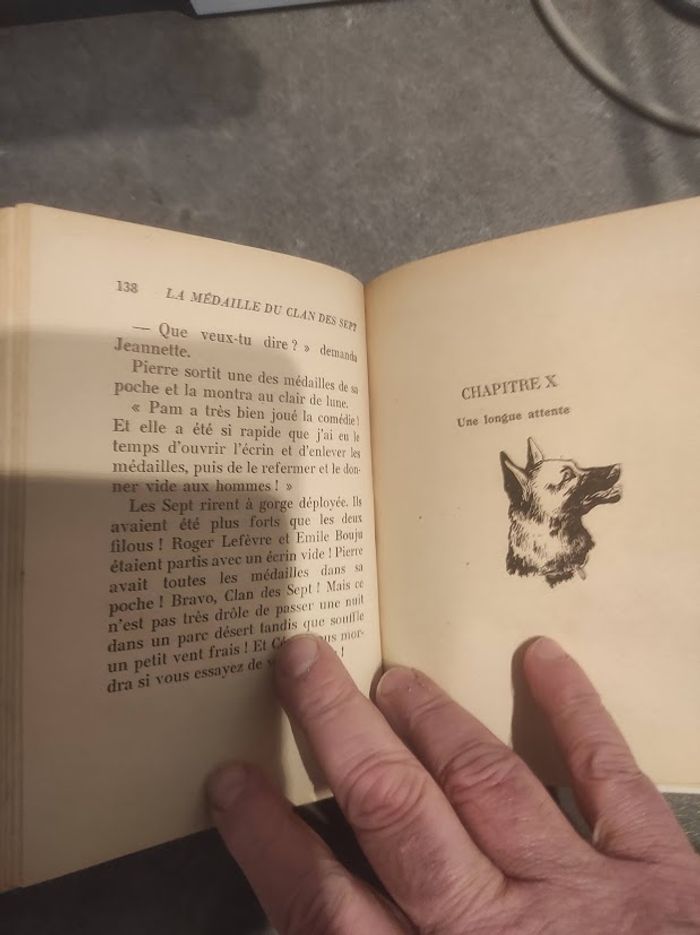 138 LA MÉDAILLE DU CLAN DES SEPT
— Que veux-tu dire ? » demanda
Jeannette.
Pierre sortit une des médailles de sa
poche et la montra au clair de lune.
« Pam a très bien joué la comédie !
Et elle a été si rapide que j'ai eu le
temps d'ouvrir l'écrin et d'enlever les
médailles, puis de le refermer et le don-
ner vide aux hommes ! »
Les Sept rirent à gorge déployée. Ils
avaient été plus forts que les deux
filous ! Roger Lefèvre et Emile Bouju
étaient partis avec un écrin vide ! Pierre
avait toutes les médailles dans sa
poche ! Bravo, Clan des Sept ! Mais ce
n'est pas très drôle de passer une nuit
dans un parc désert tandis que souffle
un petit vent frais ! Et mor-
dra si vous essayez de !
CHAPITRE X
Une longue attente